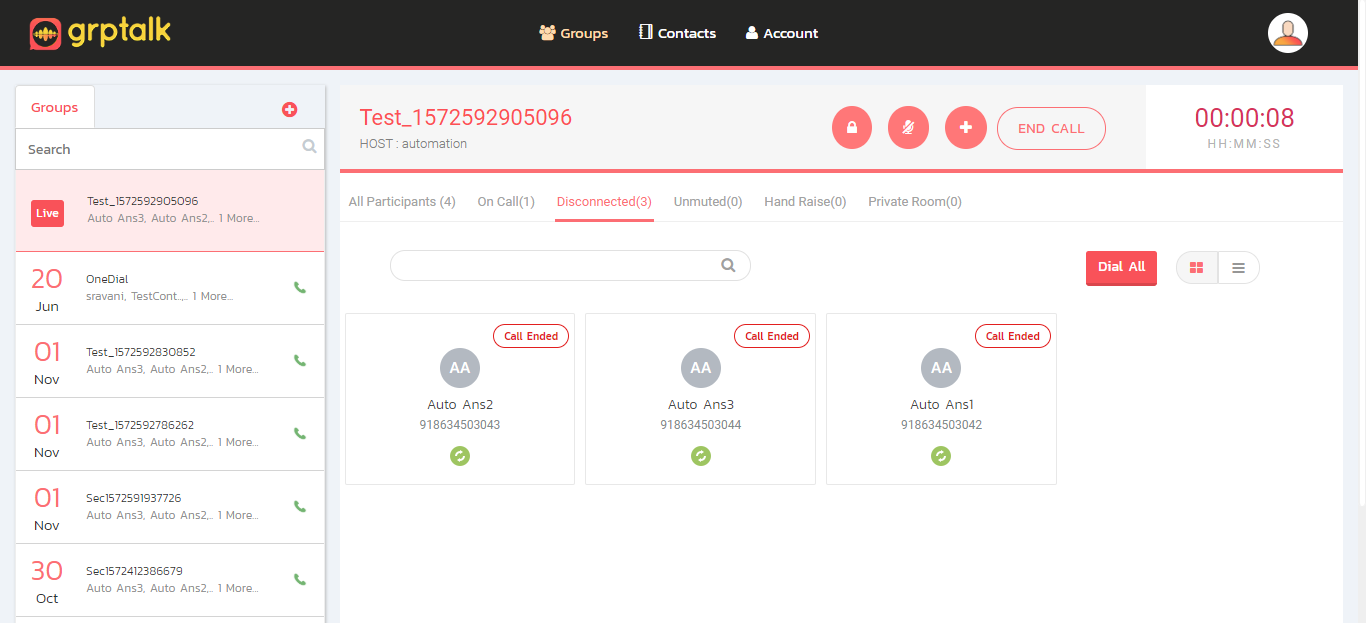 grptalk
Groups
Contacts
Account
Groups
Search
Live
Test_1572592905096
Auto Ans3, Auto Ans2,.. 1 More...
20
Jun
OneDial
sravani, TestCont..,.. 1 More...
01
Nov
Test_1572592830852
Auto Ans3, Auto Ans2,.. 1 More...
01
Nov
Test_1572592786262
Auto Ans3, Auto Ans2,.. 1 More...
01
Nov
Sec1572591937726
Auto Ans3, Auto Ans2,.. 1 More...
30
Oct
Sec1572412386679
Auto Ans3, Auto Ans2,.. 1 More...
Test_1572592905096
HOST : automation
END CALL
00:00:08
HH:MM:SS
All Participants (4)
On Call(1)
Disconnected(3)
Unmuted(0)
Hand Raise(0)
Private Room(0)
Dial All
Call Ended
AA
Auto Ans2
918634503043
Call Ended
AA
Auto Ans3
918634503044
Call Ended
AA
Auto Ans1
918634503042